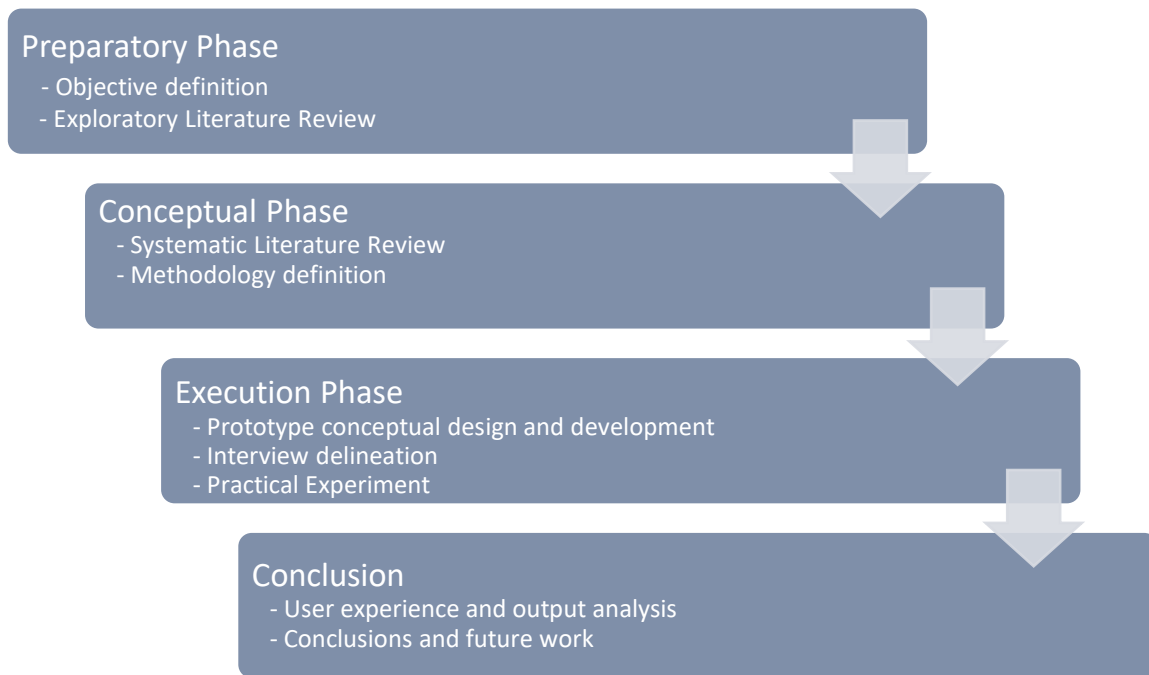 Preparatory Phase
- Objective definition
- Exploratory Literature Review
Conceptual Phase
- Systematic Literature Review
- Methodology definition
Execution Phase
- Prototype conceptual design and development
- Interview delineation
- Practical Experiment
Conclusion
- User experience and output analysis
- Conclusions and future work